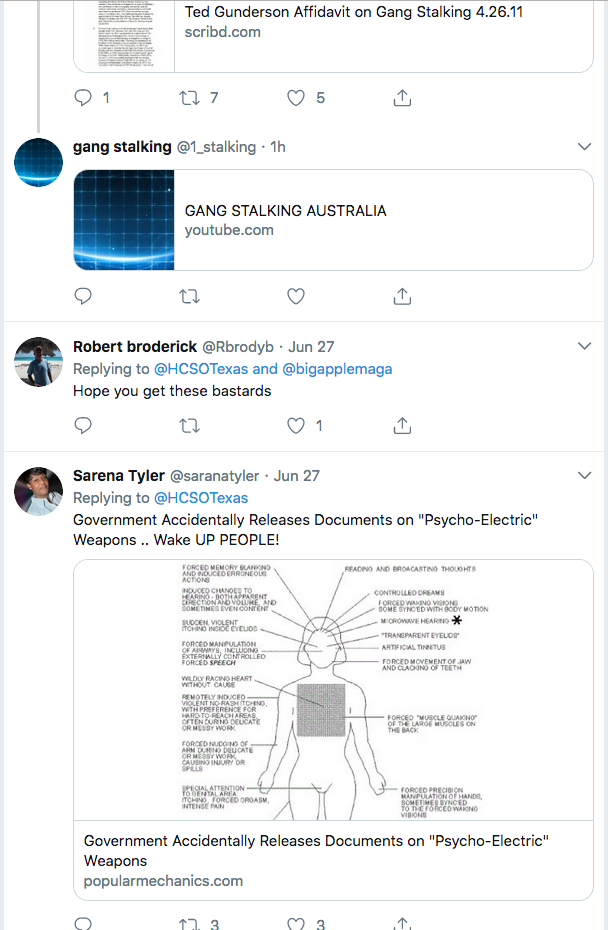 Ted Gunderson Affidavit on Gang Stalking 4.26.11
scribd.com
1
7
5
gang stalking @1_stalking · 1h
GANG STALKING AUSTRALIA
youtube.com
Robert broderick @Rbrodyb · Jun 27
Replying to @HCSOTexas and @bigapplemaga
Hope you get these bastards
1
Sarena Tyler @saranatyler · Jun 27
Replying to @HCSOTexas
Government Accidentally Releases Documents on "Psycho-Electric"
Weapons .. Wake UP PEOPLE!
FORCED MEMORY BLANKING
AND INDUCED ERRONEOUS
ACTIONS
INDUCED CHANGES TO
HEARING - BOTH APPARENT
DIRECTION AND VOLUME, AND
SOMETIMES EVEN CONTENT
SUDDEN, VIOLENT
ITCHING INSIDE EYELIDS
FORCED MANIPULATION
OF AIRWAYS, INCLUDING
EXTERNALLY CONTROLLED
FORCED SPEECH
WILDLY RACING HEART
WITHOUT CAUSE
REMOTELY INDUCED
VIOLENT NO-RASH ITCHING,
WITH PREFERENCE FOR
HARD-TO-REACH AREAS,
OFTEN DURING DELICATE
OR MESSY WORK
FORCED NUDGING OF
ARM DURING DELICATE
OR MESSY WORK,
CAUSING INJURY OR
SPILLS
SPECIAL ATTENTION
TO GENITAL AREA:
ITCHING, FORCED ORGASM,
INTENSE PAIN
READING AND BROACASTING THOUGHTS
CONTROLLED DREAMS
FORCED WAKING VISIONS
SOME SYNCED WITH BODY MOTION
MICROWAVE HEARING *
"TRANSPARENT EYELIDS"
ARTIFICIAL TINNITUS
FORCED MOVEMENT OF JAW
AND CLACKING OF TEETH
FORCED "MUSCLE QUAKING"
OF THE LARGE MUSCLES ON
THE BACK
FORCED PRECISION
MANIPULATION OF HANDS,
SOMETIMES SYNC'ED
TO THE FORCED WAKING
VISIONS
Government Accidentally Releases Documents on "Psycho-Electric"
Weapons
popularmechanics.com
3
3